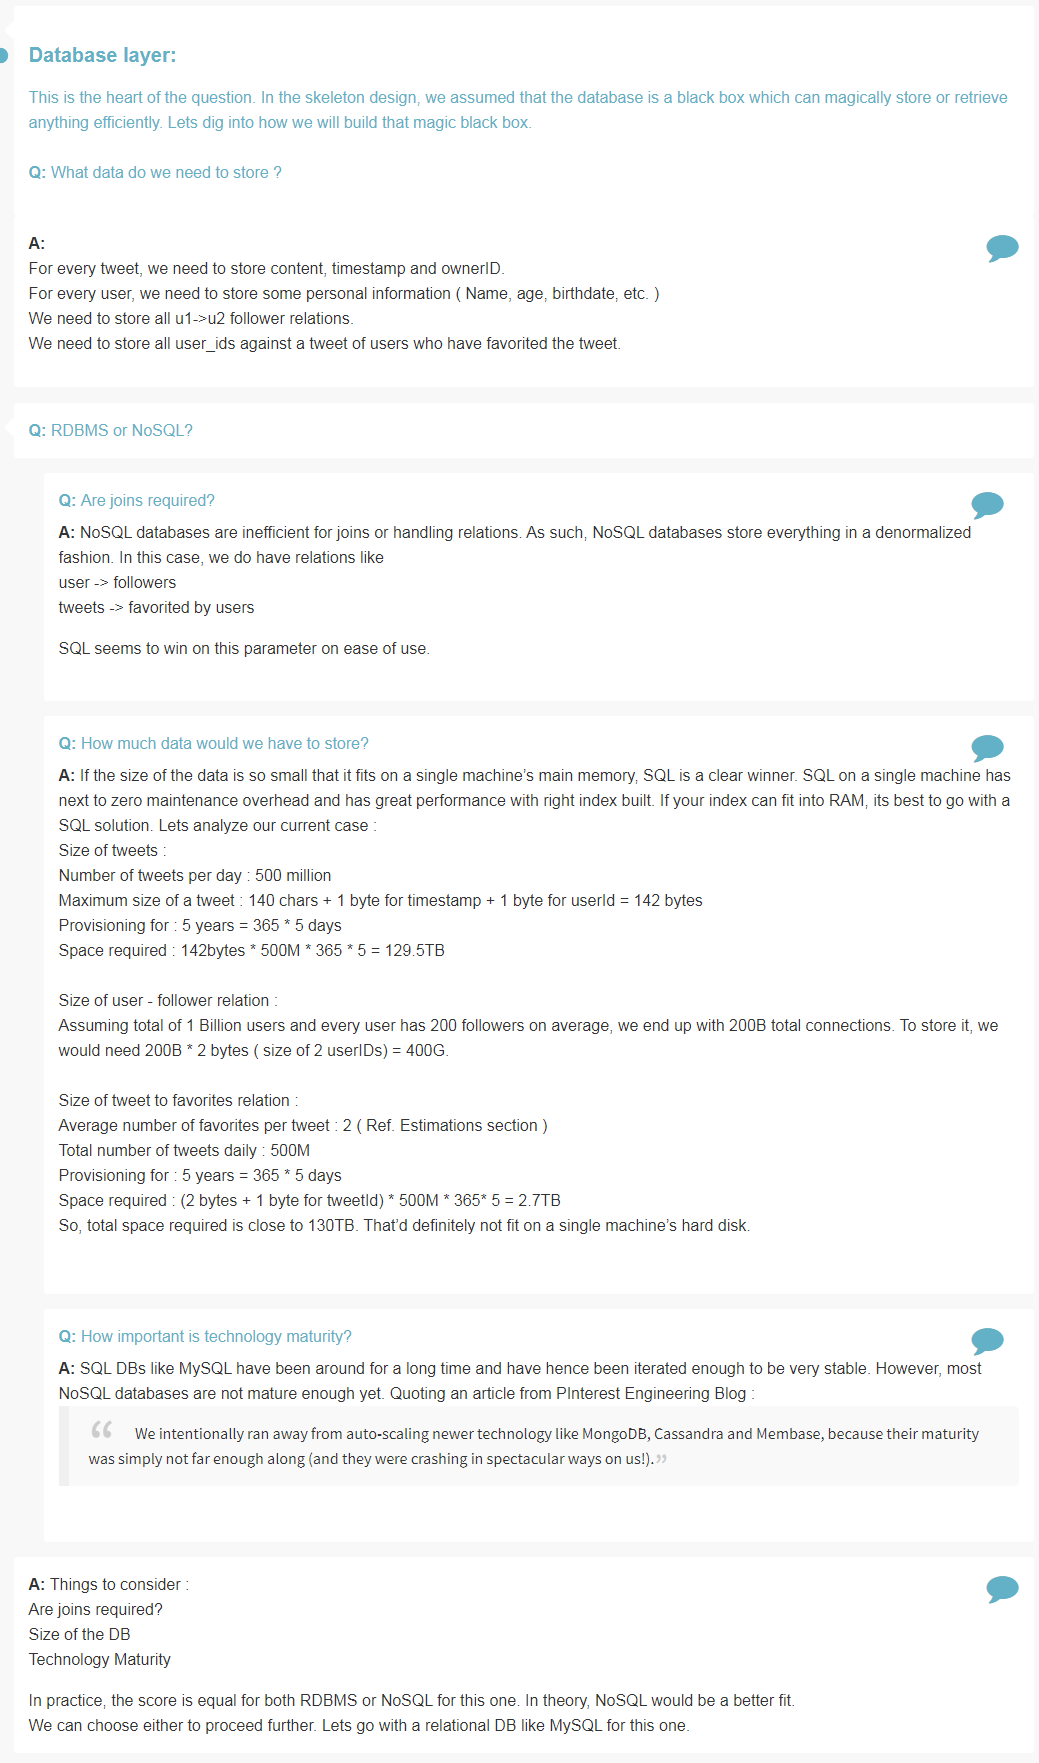 Database layer:
This is the heart of the question. In the skeleton design, we assumed that the database is a black box which can magically store or retrieve
anything efficiently. Lets dig into how we will build that magic black box.
Q: What data do we need to store ?
A:
For every tweet, we need to store content, timestamp and ownerID.
For every user, we need to store some personal information ( Name, age, birthdate, etc. )
We need to store all u1->u2 follower relations.
We need to store all user_ids against a tweet of users who have favorited the tweet.
Q: RDBMS or NoSQL?
Q: Are joins required?
A: NoSQL databases are inefficient for joins or handling relations. As such, NoSQL databases store everything in a denormalized
fashion. In this case, we do have relations like
user -> followers
tweets -> favorited by users
SQL seems to win on this parameter on ease of use.
Q: How much data would we have to store?
A: If the size of the data is so small that it fits on a single machine’s main memory, SQL is a clear winner. SQL on a single machine has
next to zero maintenance overhead and has great performance with right index built. If your index can fit into RAM, its best to go with a
SQL solution. Lets analyze our current case :
Size of tweets :
Number of tweets per day : 500 million
Maximum size of a tweet : 140 chars + 1 byte for timestamp + 1 byte for userId = 142 bytes
Provisioning for : 5 years = 365 * 5 days
Space required : 142bytes * 500M * 365 * 5 = 129.5TB
Size of user - follower relation :
Assuming total of 1 Billion users and every user has 200 followers on average, we end up with 200B total connections. To store it, we
would need 200B * 2 bytes ( size of 2 userIDs) = 400G.
Size of tweet to favorites relation :
Average number of favorites per tweet : 2 ( Ref. Estimations section )
Total number of tweets daily : 500M
Provisioning for : 5 years = 365 * 5 days
Space required : (2 bytes + 1 byte for tweetId) * 500M * 365* 5 = 2.7TB
So, total space required is close to 130TB. That’d definitely not fit on a single machine’s hard disk.
Q: How important is technology maturity?
A: SQL DBs like MySQL have been around for a long time and have hence been iterated enough to be very stable. However, most
NoSQL databases are not mature enough yet. Quoting an article from PInterest Engineering Blog :
“ We intentionally ran away from auto-scaling newer technology like MongoDB, Cassandra and Membase, because their maturity
was simply not far enough along (and they were crashing in spectacular ways on us!).”
A: Things to consider :
Are joins required?
Size of the DB
Technology Maturity
In practice, the score is equal for both RDBMS or NoSQL for this one. In theory, NoSQL would be a better fit.
We can choose either to proceed further. Lets go with a relational DB like MySQL for this one.